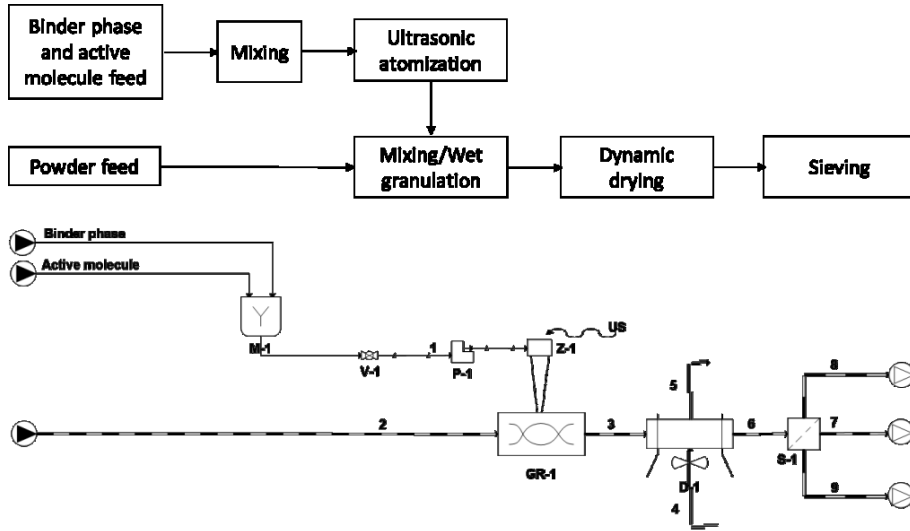 Binder phase
and active
molecule feed
Mixing
Ultrasonic
atomization
Powder feed
Mixing/Wet
granulation
Dynamic
drying
Sieving
Binder phase
Active molecule
M-1
V-1
1
P-1
Z-1
US
2
GR-1
3
5
D-1
4
6
S-1
8
7
9